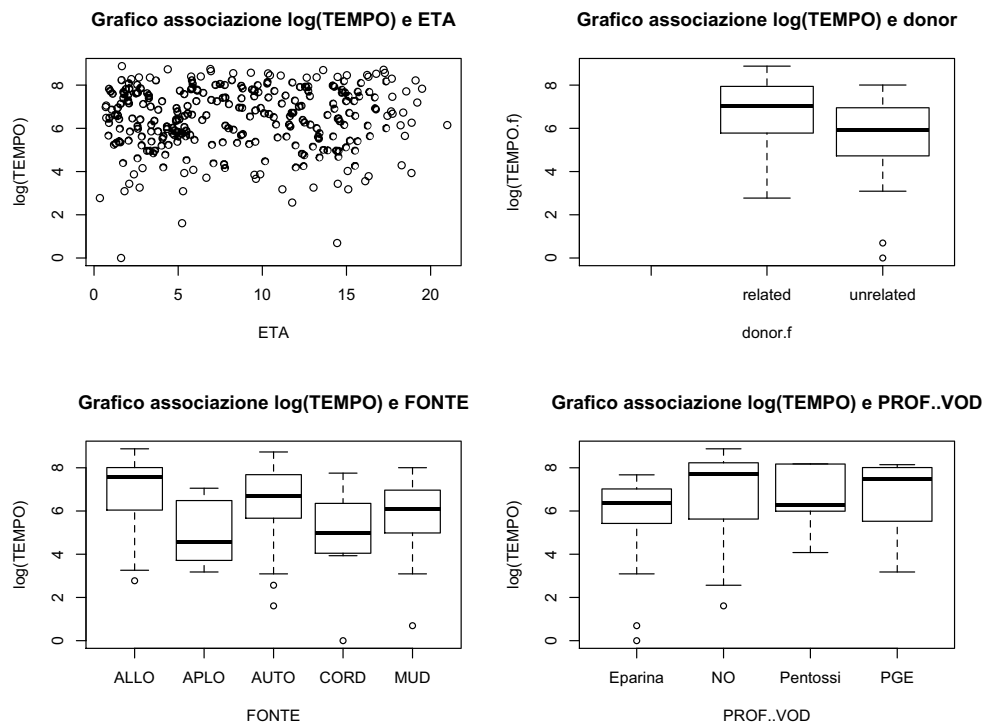 Grafico associazione log(TEMPO) e ETA
log(TEMPO)
8
6
4
2
0
0 5 10 15 20
ETA
Grafico associazione log(TEMPO) e donor
log(TEMPO.f)
8
6
4
2
0
related unrelated
donor.f
Grafico associazione log(TEMPO) e FONTE
log(TEMPO)
8
6
4
2
0
ALLO APLO AUTO CORD MUD
FONTE
Grafico associazione log(TEMPO) e PROF..VOD
log(TEMPO)
8
6
4
2
0
Eparina NO Pentossi PGE
PROF..VOD